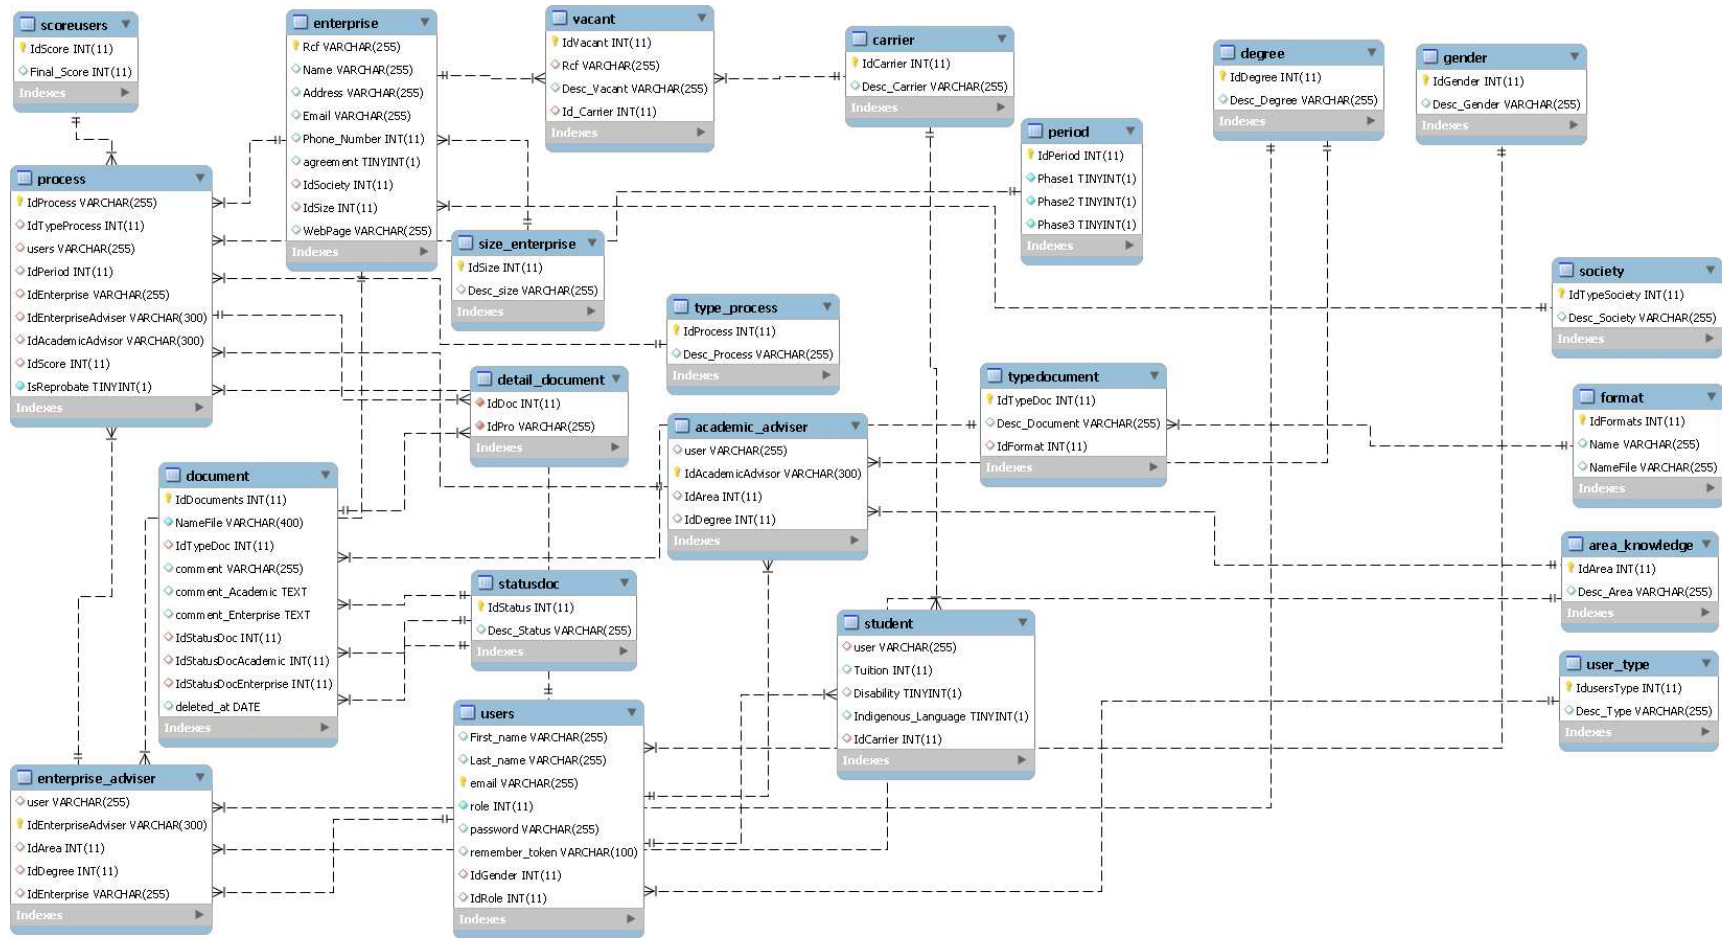 scoreusers
IdScore INT(11)
Final_Score INT(11)
Indexes
enterprise
Rcf VARCHAR(255)
Name VARCHAR(255)
Address VARCHAR(255)
Email VARCHAR(255)
Phone_Number INT(11)
agreement TINYINT(1)
IdSociety INT(11)
IdSize INT(11)
WebPage VARCHAR(255)
Indexes
vacant
IdVacant INT(11)
Rcf VARCHAR(255)
Desc_Vacant VARCHAR(255)
Id_Carrier INT(11)
Indexes
carrier
IdCarrier INT(11)
Desc_Carrier VARCHAR(255)
Indexes
degree
IdDegree INT(11)
Desc_Degree VARCHAR(255)
Indexes
gender
IdGender INT(11)
Desc_Gender VARCHAR(255)
Indexes
period
IdPeriod INT(11)
Phase1 TINYINT(1)
Phase2 TINYINT(1)
Phase3 TINYINT(1)
Indexes
process
IdProcess VARCHAR(255)
IdTypeProcess INT(11)
users VARCHAR(255)
IdPeriod INT(11)
IdEnterprise VARCHAR(255)
IdEnterpriseAdviser VARCHAR(300)
IdAcademicAdvisor VARCHAR(300)
IdScore INT(11)
IsReprobate TINYINT(1)
Indexes
size_enterprise
IdSize INT(11)
Desc_size VARCHAR(255)
Indexes
society
IdTypeSociety INT(11)
Desc_Society VARCHAR(255)
Indexes
type_process
IdProcess INT(11)
Desc_Process VARCHAR(255)
Indexes
detail_document
IdDoc INT(11)
IdPro VARCHAR(255)
Indexes
typedocument
IdTypeDoc INT(11)
Desc_Document VARCHAR(255)
IdFormat INT(11)
Indexes
format
IdFormats INT(11)
Name VARCHAR(255)
NameFile VARCHAR(255)
Indexes
academic_adviser
user VARCHAR(255)
IdAcademicAdvisor VARCHAR(300)
IdArea INT(11)
IdDegree INT(11)
Indexes
document
IdDocuments INT(11)
NameFile VARCHAR(400)
IdTypeDoc INT(11)
comment VARCHAR(255)
comment_Academic TEXT
comment_Enterprise TEXT
IdStatusDoc INT(11)
IdStatusDocAcademic INT(11)
IdStatusDocEnterprise INT(11)
deleted_at DATE
Indexes
area_knowledge
IdArea INT(11)
Desc_Area VARCHAR(255)
Indexes
statusdoc
IdStatus INT(11)
Desc_Status VARCHAR(255)
Indexes
student
user VARCHAR(255)
Tuition INT(11)
Disability TINYINT(1)
Indigenous_Language TINYINT(1)
IdCarrier INT(11)
Indexes
user_type
IdusersType INT(11)
Desc_Type VARCHAR(255)
Indexes
users
First_name VARCHAR(255)
Last_name VARCHAR(255)
email VARCHAR(255)
role INT(11)
password VARCHAR(255)
remember_token VARCHAR(100)
IdGender INT(11)
IdRole INT(11)
Indexes
enterprise_adviser
user VARCHAR(255)
IdEnterpriseAdviser VARCHAR(300)
IdArea INT(11)
IdDegree INT(11)
IdEnterprise VARCHAR(255)
Indexes